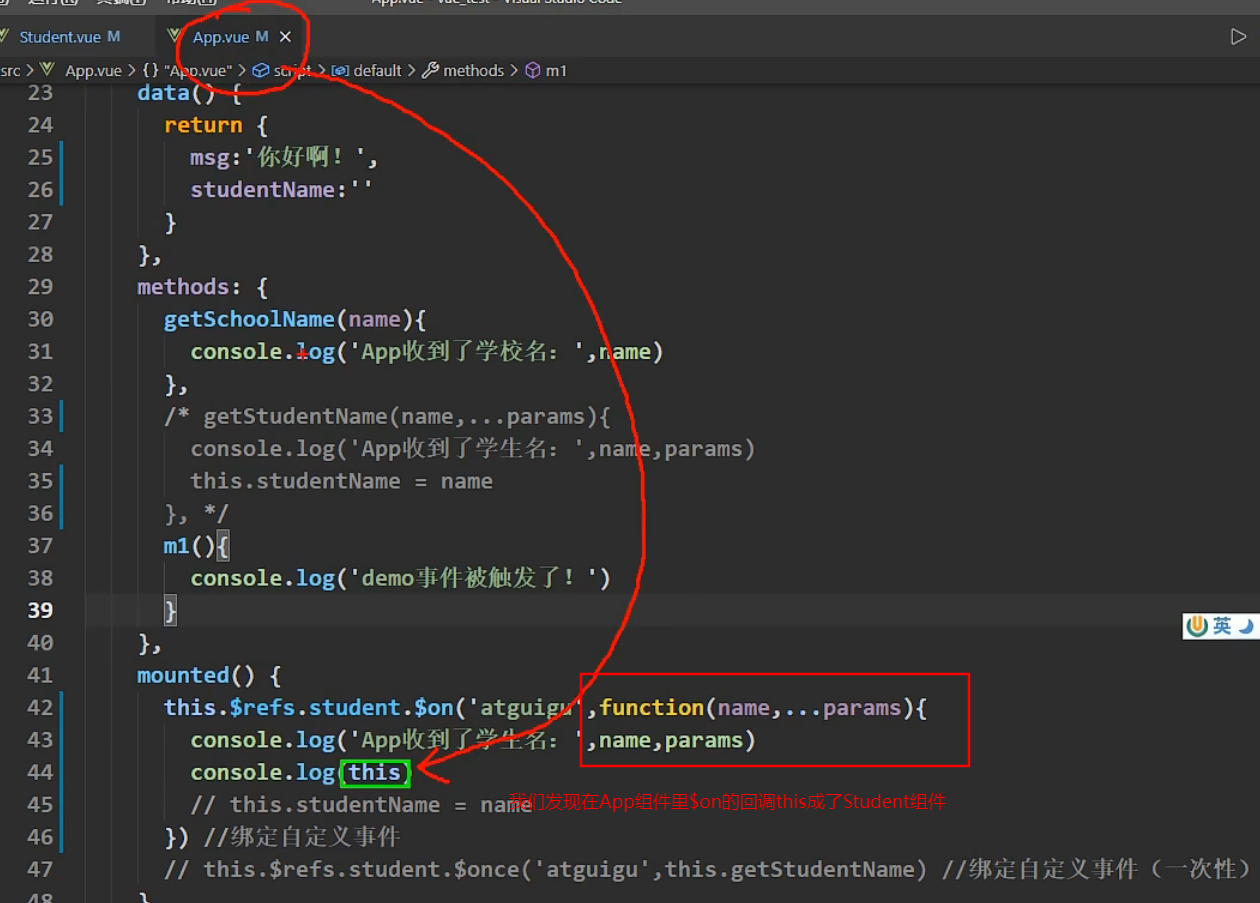 App.vue - vue_test - Visual Studio Code
Student.vue M
App.vue M
src > App.vue > {} "App.vue" > script > default > methods > m1
23 data() {
24 return {
25 msg:'你好啊！',
26 studentName:''
27 }
28 },
29 methods: {
30 getSchoolName(name){
31 console.log('App收到了学校名：',name)
32 },
33 /* getStudentName(name,...params){
34 console.log('App收到了学生名：',name,params)
35 this.studentName = name
36 }, */
37 m1(){
38 console.log('demo事件被触发了！')
39 }
英
40 },
41 mounted() {
42 this.$refs.student.$on('atguigu',function(name,...params){
43 console.log('App收到了学生名：',name,params)
44 console.log(this)
45 // this.studentName = name
我们发现在App组件里$on的回调this成了Student组件
46 }) //绑定自定义事件
47 // this.$refs.student.$once('atguigu',this.getStudentName) //绑定自定义事件（一次性）
48 }